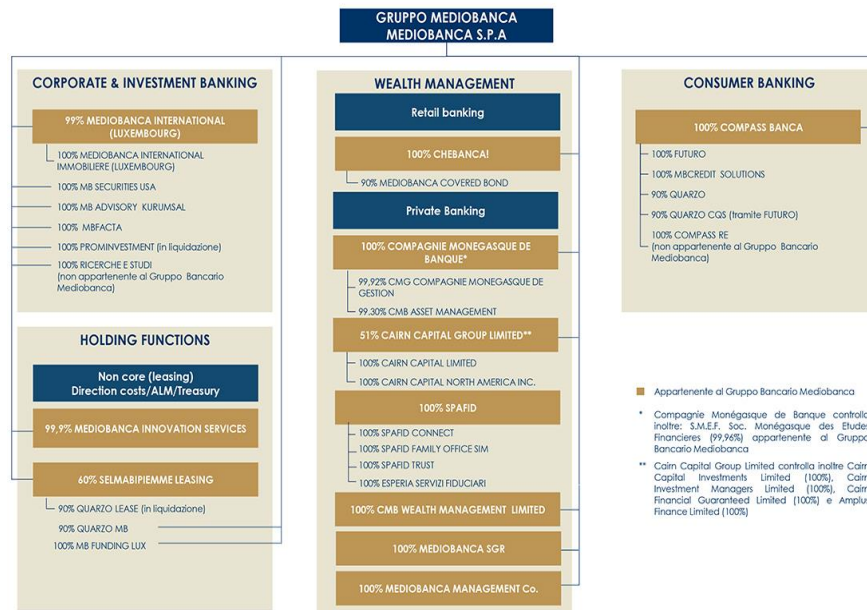 GRUPPO MEDIOBANCA
MEDIOBANCA S.P.A
CORPORATE & INVESTMENT BANKING
99% MEDIOBANCA INTERNATIONAL
(LUXEMBOURG)
100% MEDIOBANCA INTERNATIONAL
IMMOBILIERE (LUXEMBOURG)
100% MB SECURITIES USA
100% MB ADVISORY KURUMSAL
100% MBFACTA
100% PROMINVESTMENT (in liquidazione)
100% RICERCHE E STUDI
(non appartenente al Gruppo Bancario
Mediobanca)
HOLDING FUNCTIONS
Non core (leasing)
Direction costs/ALM/Treasury
99,9% MEDIOBANCA INNOVATION SERVICES
60% SELMABIPIEMME LEASING
90% QUARZO LEASE (in liquidazione)
90% QUARZO MB
100% MB FUNDING LUX
WEALTH MANAGEMENT
Retail banking
100% CHEBANCA!
90% MEDIOBANCA COVERED BOND
Private Banking
100% COMPAGNIE MONEGASQUE DE
BANQUE*
99,92% CMG COMPAGNIE MONEGASQUE DE
GESTION
99.30% CMB ASSET MANAGEMENT
51% CAIRN CAPITAL GROUP LIMITED**
100% CAIRN CAPITAL LIMITED
100% CAIRN CAPITAL NORTH AMERICA INC.
100% SPAFID
100% SPAFID CONNECT
100% SPAFID FAMILY OFFICE SIM
100% SPAFID TRUST
100% ESPERIA SERVIZI FIDUCIARI
100% CMB WEALTH MANAGEMENT LIMITED
100% MEDIOBANCA SGR
100% MEDIOBANCA MANAGEMENT Co.
CONSUMER BANKING
100% COMPASS BANCA
100% FUTURO
100% MBCREDIT SOLUTIONS
90% QUARZO
90% QUARZO CQS (tramite FUTURO)
100% COMPASS RE
(non appartenente al Gruppo Bancario
Mediobanca)
Appartenente al Gruppo Bancario Mediobanca
* Compagnie Monégasque de Banque controlla
inoltre: S.M.E.F. Soc. Monégasque des Etudes
Financieres (99,96%) appartenente al Gruppo
Bancario Mediobanca
** Cairn Capital Group Limited controlla inoltre Cairn
Capital Investments Limited (100%), Cairn
Investment Managers Limited (100%), Cairn
Financial Guaranteed Limited (100%) e Amplus
Finance Limited (100%)